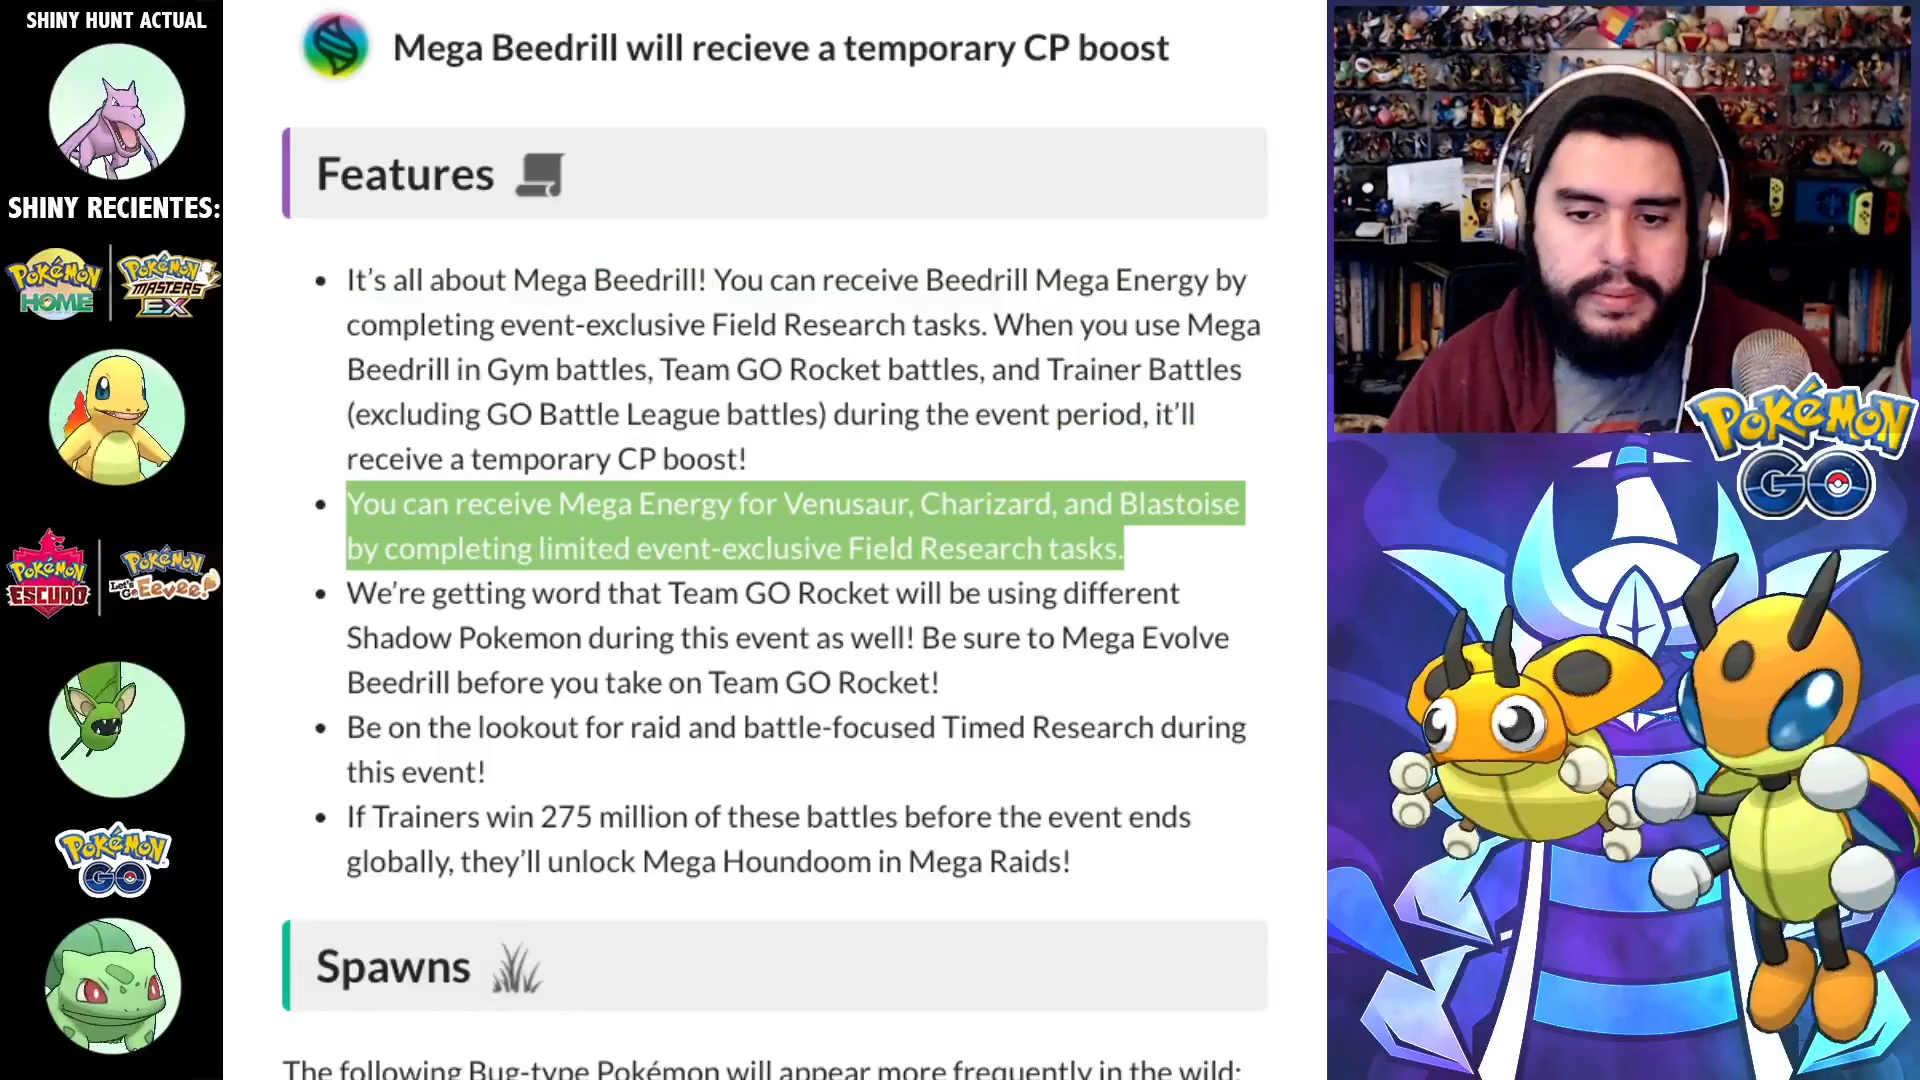 SHINY HUNT ACTUAL
SHINY RECIENTES:
POKÉMON
HOME
POKÉMON
MASTERS
EX
POKÉMON
ESCUDO
POKÉMON
Let's Go, Eevee!
POKÉMON
GO
Mega Beedrill will recieve a temporary CP boost
Features
• It’s all about Mega Beedrill! You can receive Beedrill Mega Energy by
completing event-exclusive Field Research tasks. When you use Mega
Beedrill in Gym battles, Team GO Rocket battles, and Trainer Battles
(excluding GO Battle League battles) during the event period, it’ll
receive a temporary CP boost!
• You can receive Mega Energy for Venusaur, Charizard, and Blastoise
by completing limited event-exclusive Field Research tasks.
• We’re getting word that Team GO Rocket will be using different
Shadow Pokemon during this event as well! Be sure to Mega Evolve
Beedrill before you take on Team GO Rocket!
• Be on the lookout for raid and battle-focused Timed Research during
this event!
• If Trainers win 275 million of these battles before the event ends
globally, they’ll unlock Mega Houndoom in Mega Raids!
Spawns
The following Bug-type Pokémon will appear more frequently in the wild:
POKÉMON
GO